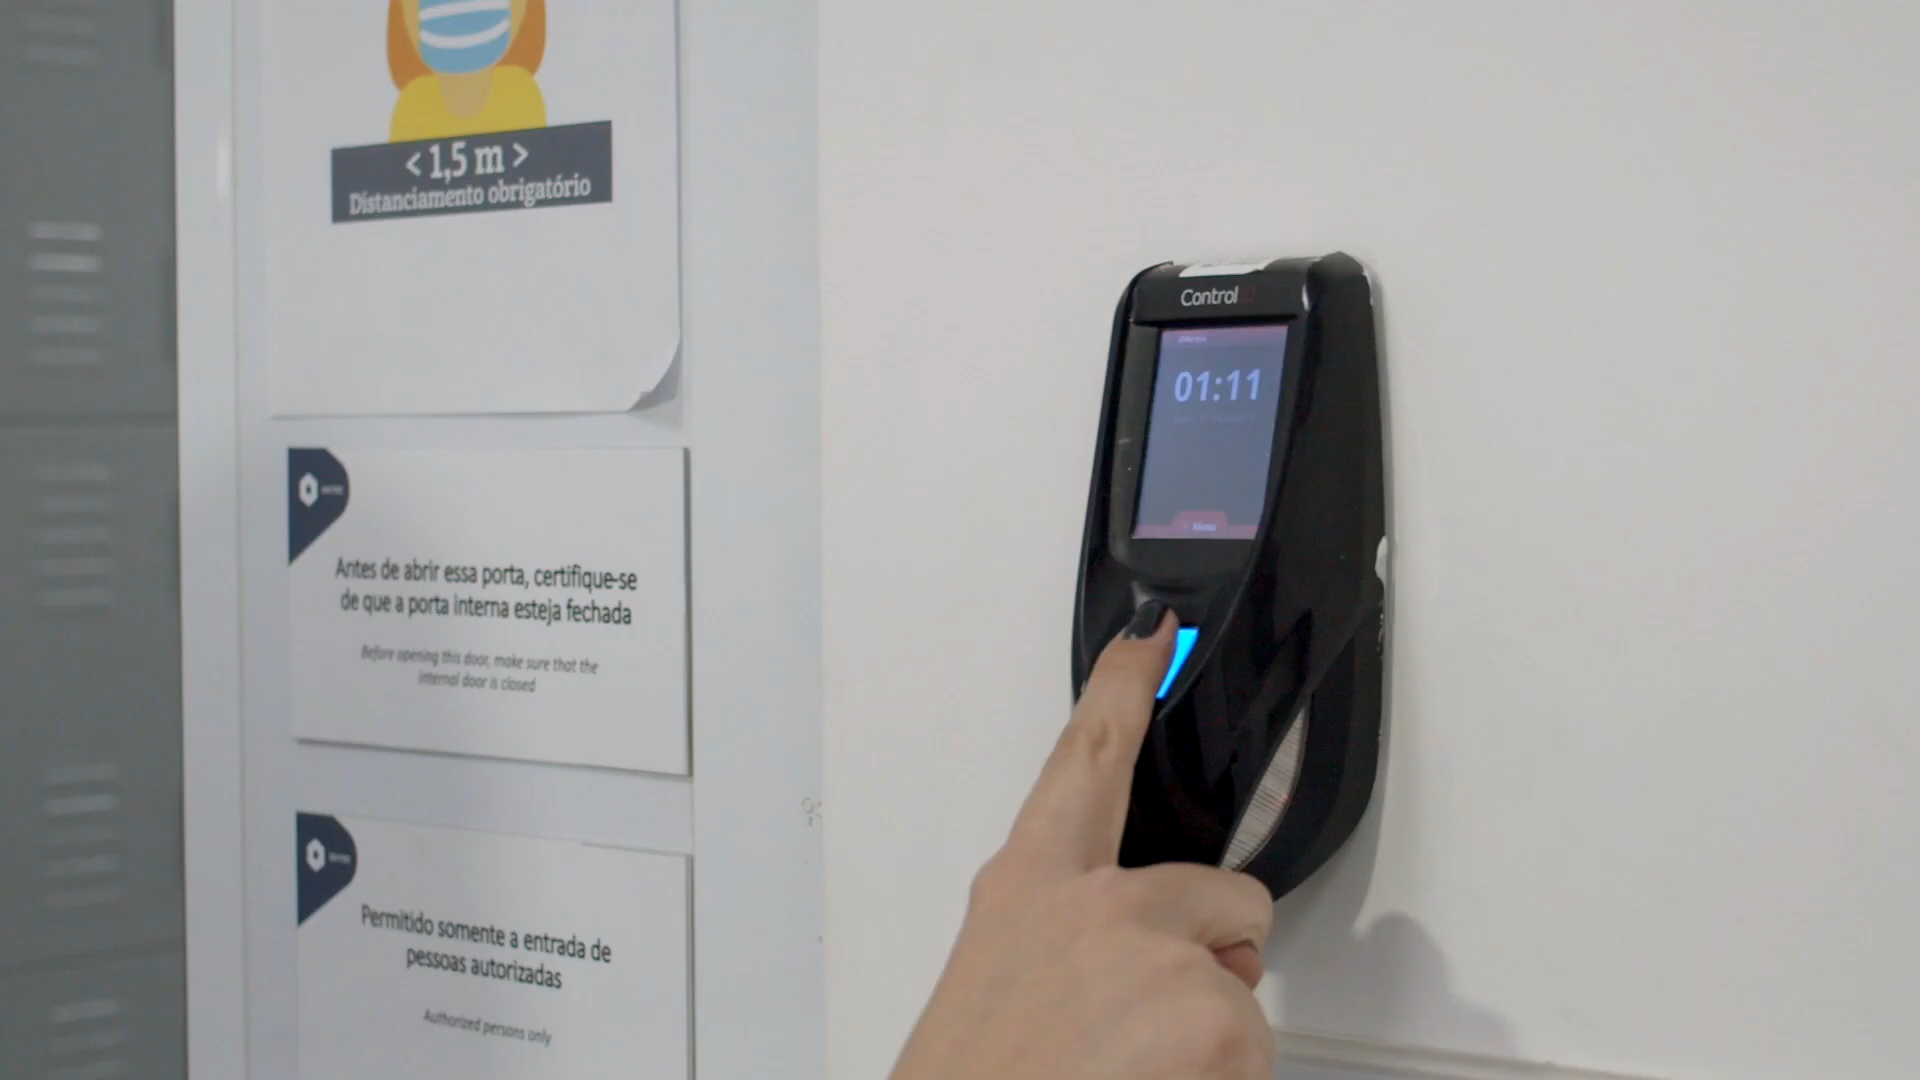 < 1,5 m >
Distanciamento obrigatório
Antes de abrir essa porta, certifique-se
de que a porta interna esteja fechada
Before opening this door, make sure that the
internal door is closed
Permitido somente a entrada de
pessoas autorizadas
Authorized persons only
Control
01:11
Menu